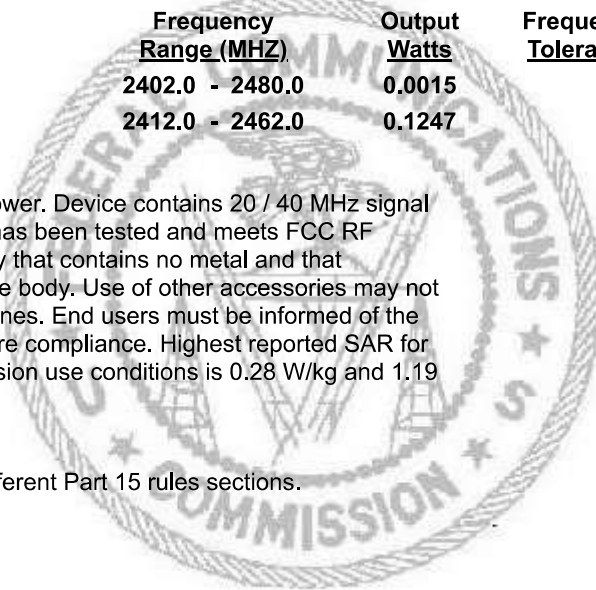 Frequency Output Freque
Range (MHZ) Watts Tolera
2402.0 - 2480.0 0.0015
2412.0 - 2462.0 0.1247
ower. Device contains 20 / 40 MHz signal
has been tested and meets FCC RF
y that contains no metal and that
e body. Use of other accessories may not
nes. End users must be informed of the
re compliance. Highest reported SAR for
sion use conditions is 0.28 W/kg and 1.19
ferent Part 15 rules sections.
FEDERAL COMMUNICATIONS
COMMISSION
U S